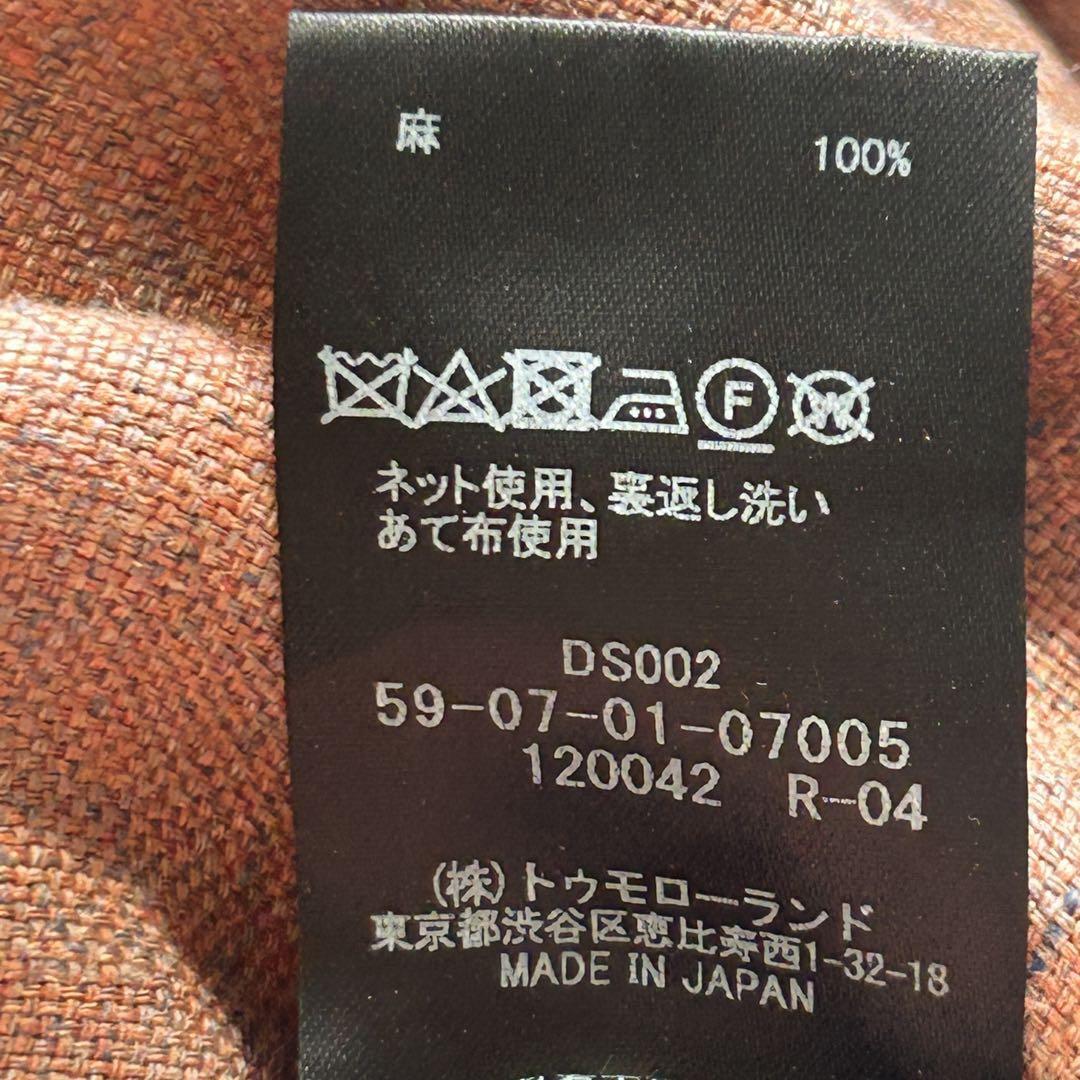 麻 100%
F W
ネット使用、裏返し洗い
あて布使用
DS002
59-07-01-07005
120042 R-04
(株)トゥモローランド
東京都渋谷区恵比寿西1-32-18
MADE IN JAPAN